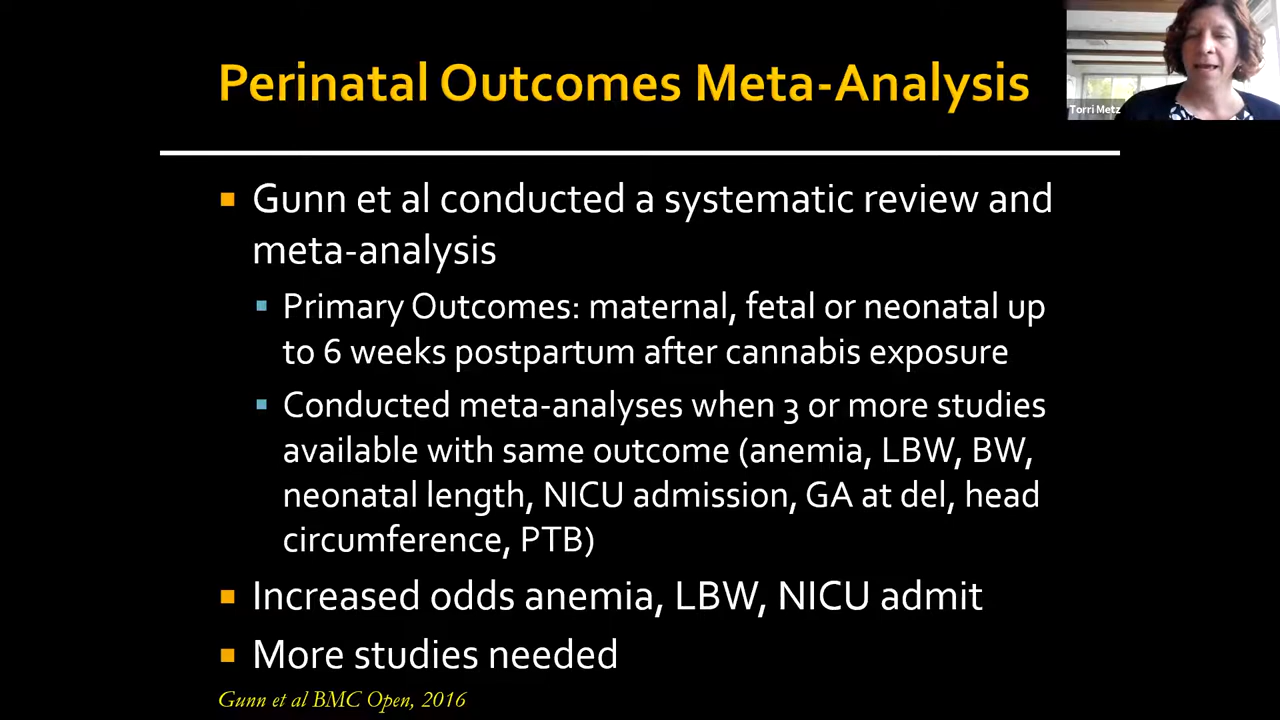 Perinatal Outcomes Meta-Analysis
Torri Metz
Gunn et al conducted a systematic review and
meta-analysis
Primary Outcomes: maternal, fetal or neonatal up
to 6 weeks postpartum after cannabis exposure
Conducted meta-analyses when 3 or more studies
available with same outcome (anemia, LBW, BW,
neonatal length, NICU admission, GA at del, head
circumference, PTB)
Increased odds anemia, LBW, NICU admit
More studies needed
Gunn et al BMC Open, 2016